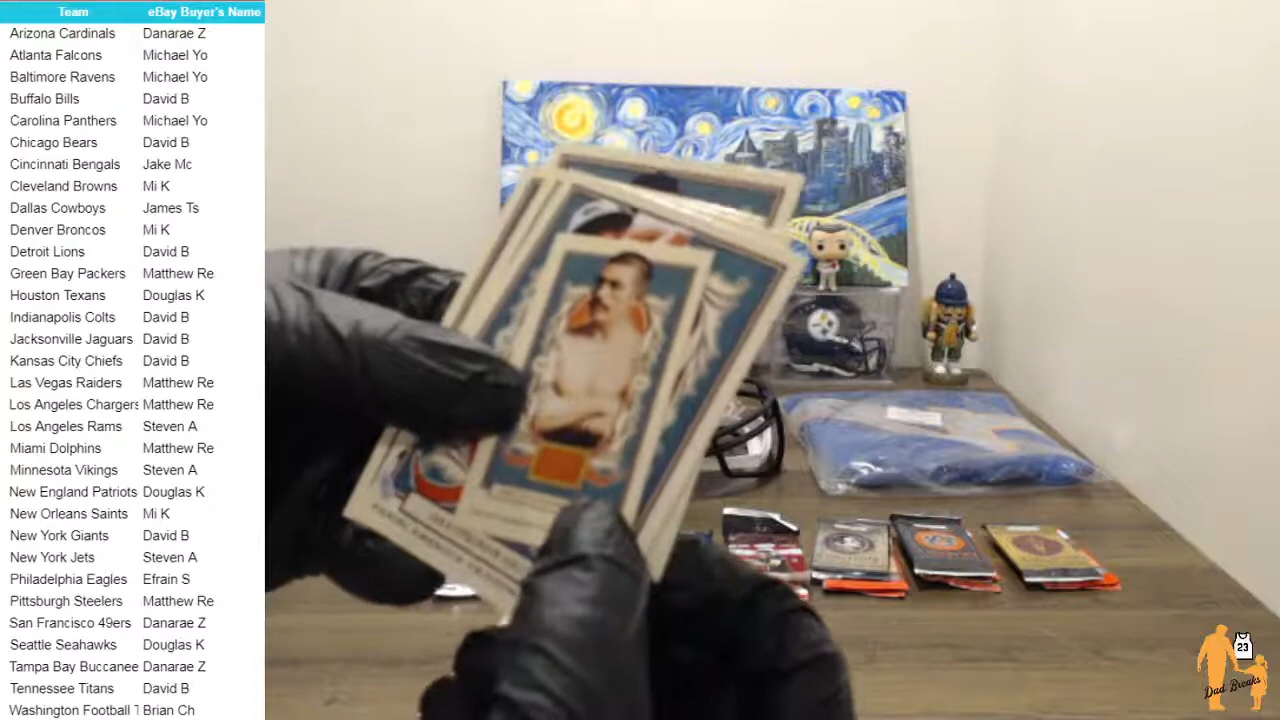 Team eBay Buyer's Name
Arizona Cardinals Danarae Z
Atlanta Falcons Michael Yo
Baltimore Ravens Michael Yo
Buffalo Bills David B
Carolina Panthers Michael Yo
Chicago Bears David B
Cincinnati Bengals Jake Mc
Cleveland Browns Mi K
Dallas Cowboys James Ts
Denver Broncos Mi K
Detroit Lions David B
Green Bay Packers Matthew Re
Houston Texans Douglas K
Indianapolis Colts David B
Jacksonville Jaguars David B
Kansas City Chiefs David B
Las Vegas Raiders Matthew Re
Los Angeles Chargers Matthew Re
Los Angeles Rams Steven A
Miami Dolphins Matthew Re
Minnesota Vikings Steven A
New England Patriots Douglas K
New Orleans Saints Mi K
New York Giants David B
New York Jets Steven A
Philadelphia Eagles Efrain S
Pittsburgh Steelers Matthew Re
San Francisco 49ers Danarae Z
Seattle Seahawks Douglas K
Tampa Bay Buccanee Danarae Z
Tennessee Titans David B
Washington Football Brian Ch
23
Dad Breaks